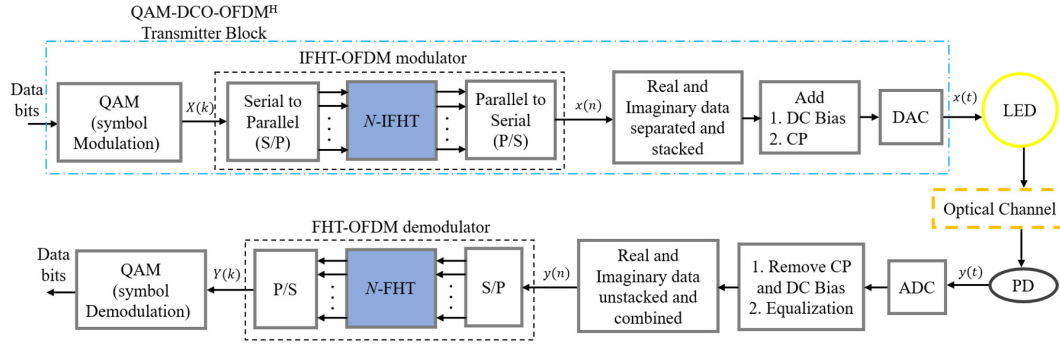 QAM-DCO-OFDMᴴ
Transmitter Block
IFHT-OFDM modulator
Data
bits
QAM
(symbol
Modulation)
X(k)
Serial to
Parallel
(S/P)
N-IFHT
Parallel to
Serial
(P/S)
x(n)
Real and
Imaginary data
separated and
stacked
Add
1. DC Bias
2. CP
DAC
x(t)
LED
Optical Channel
FHT-OFDM demodulator
Data
bits
QAM
(symbol
Demodulation)
Y(k)
P/S
N-FHT
S/P
y(n)
Real and
Imaginary data
unstacked and
combined
1. Remove CP
and DC Bias
2. Equalization
ADC
y(t)
PD